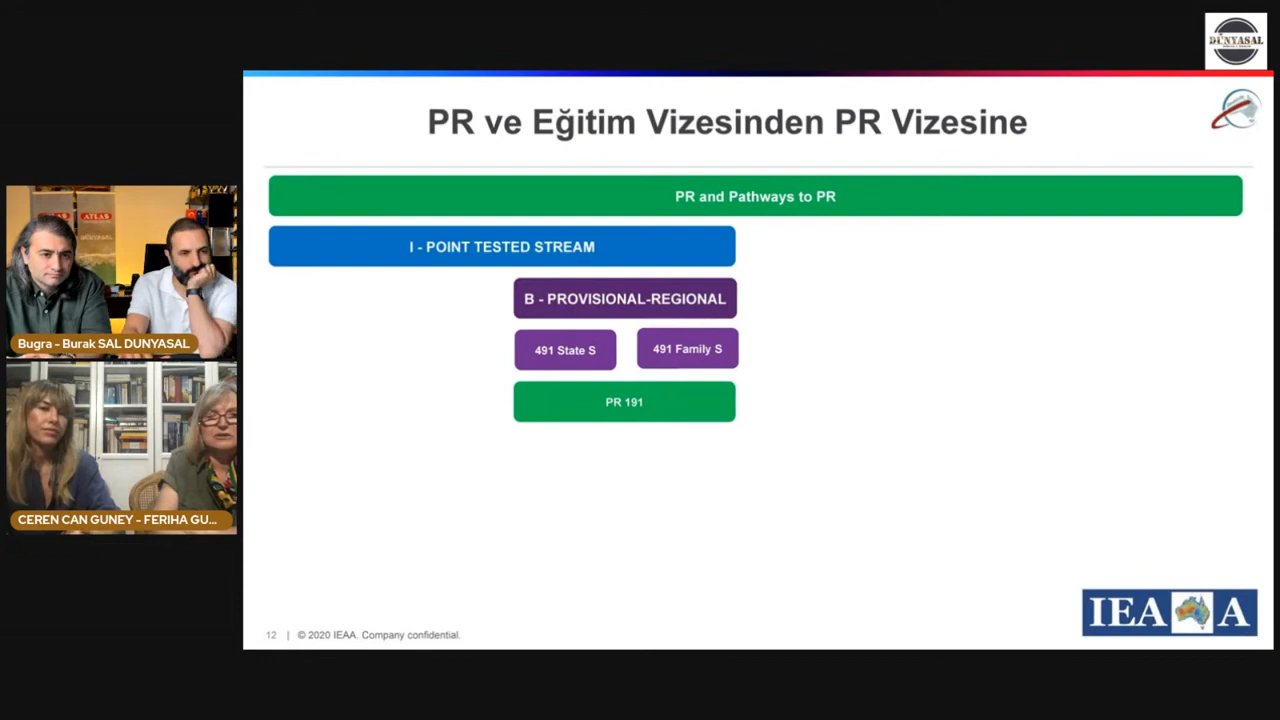 DÜNYASAL
PR ve Eğitim Vizesinden PR Vizesine
PR and Pathways to PR
I - POINT TESTED STREAM
B - PROVISIONAL-REGIONAL
491 State S
491 Family S
PR 191
ATLAS
Bugra - Burak SAL DUNYASAL
CEREN CAN GUNEY - FERIHA GU...
12 | © 2020 IEAA. Company confidential.
IEAA